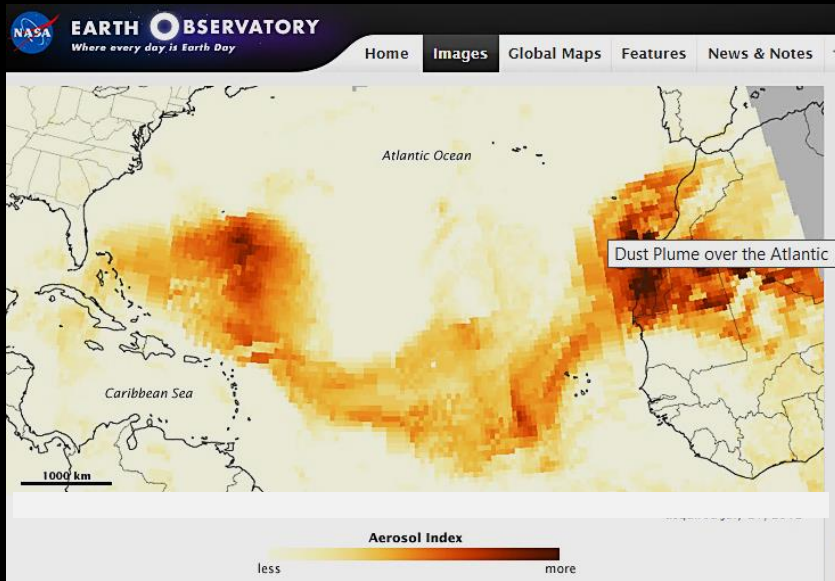 NASA
EARTH OBSERVATORY
Where every day is Earth Day
Home Images Global Maps Features News & Notes
Atlantic Ocean
Dust Plume over the Atlantic
Caribbean Sea
1000 km
Aerosol Index
less more